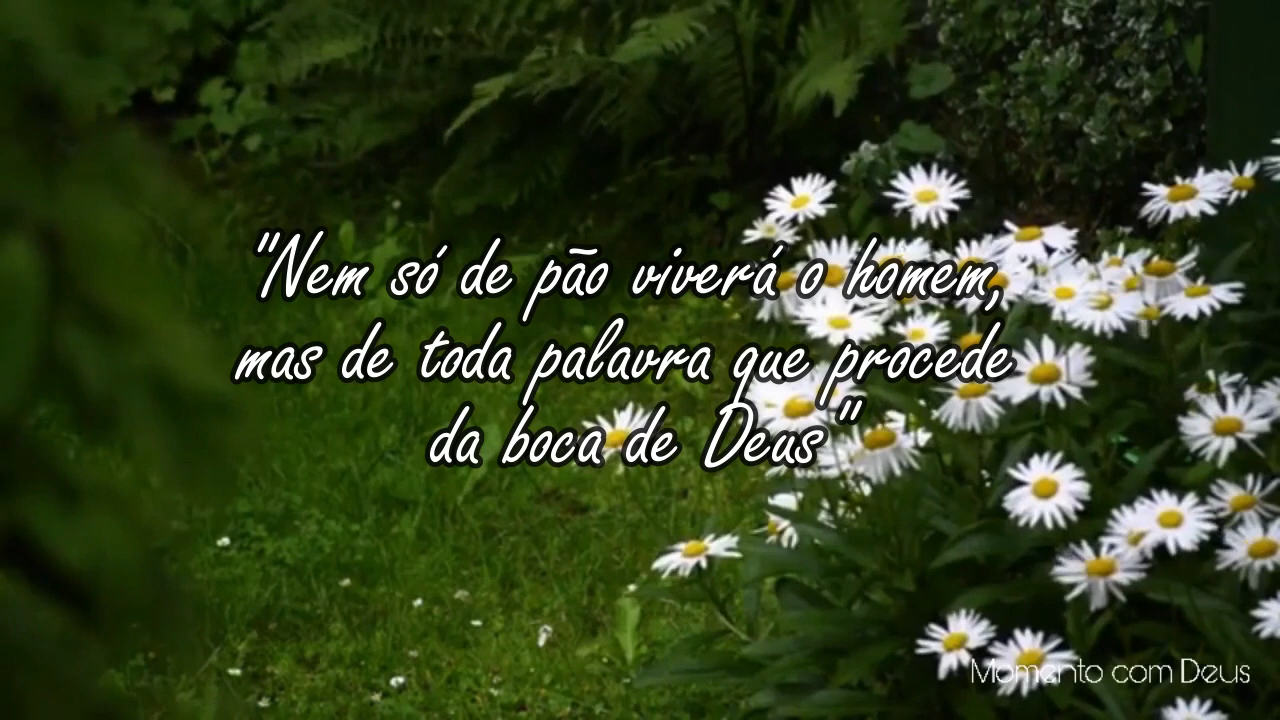 "Nem só de pão viverá o homem,
mas de toda palavra que procede
da boca de Deus"
Momento com Deus